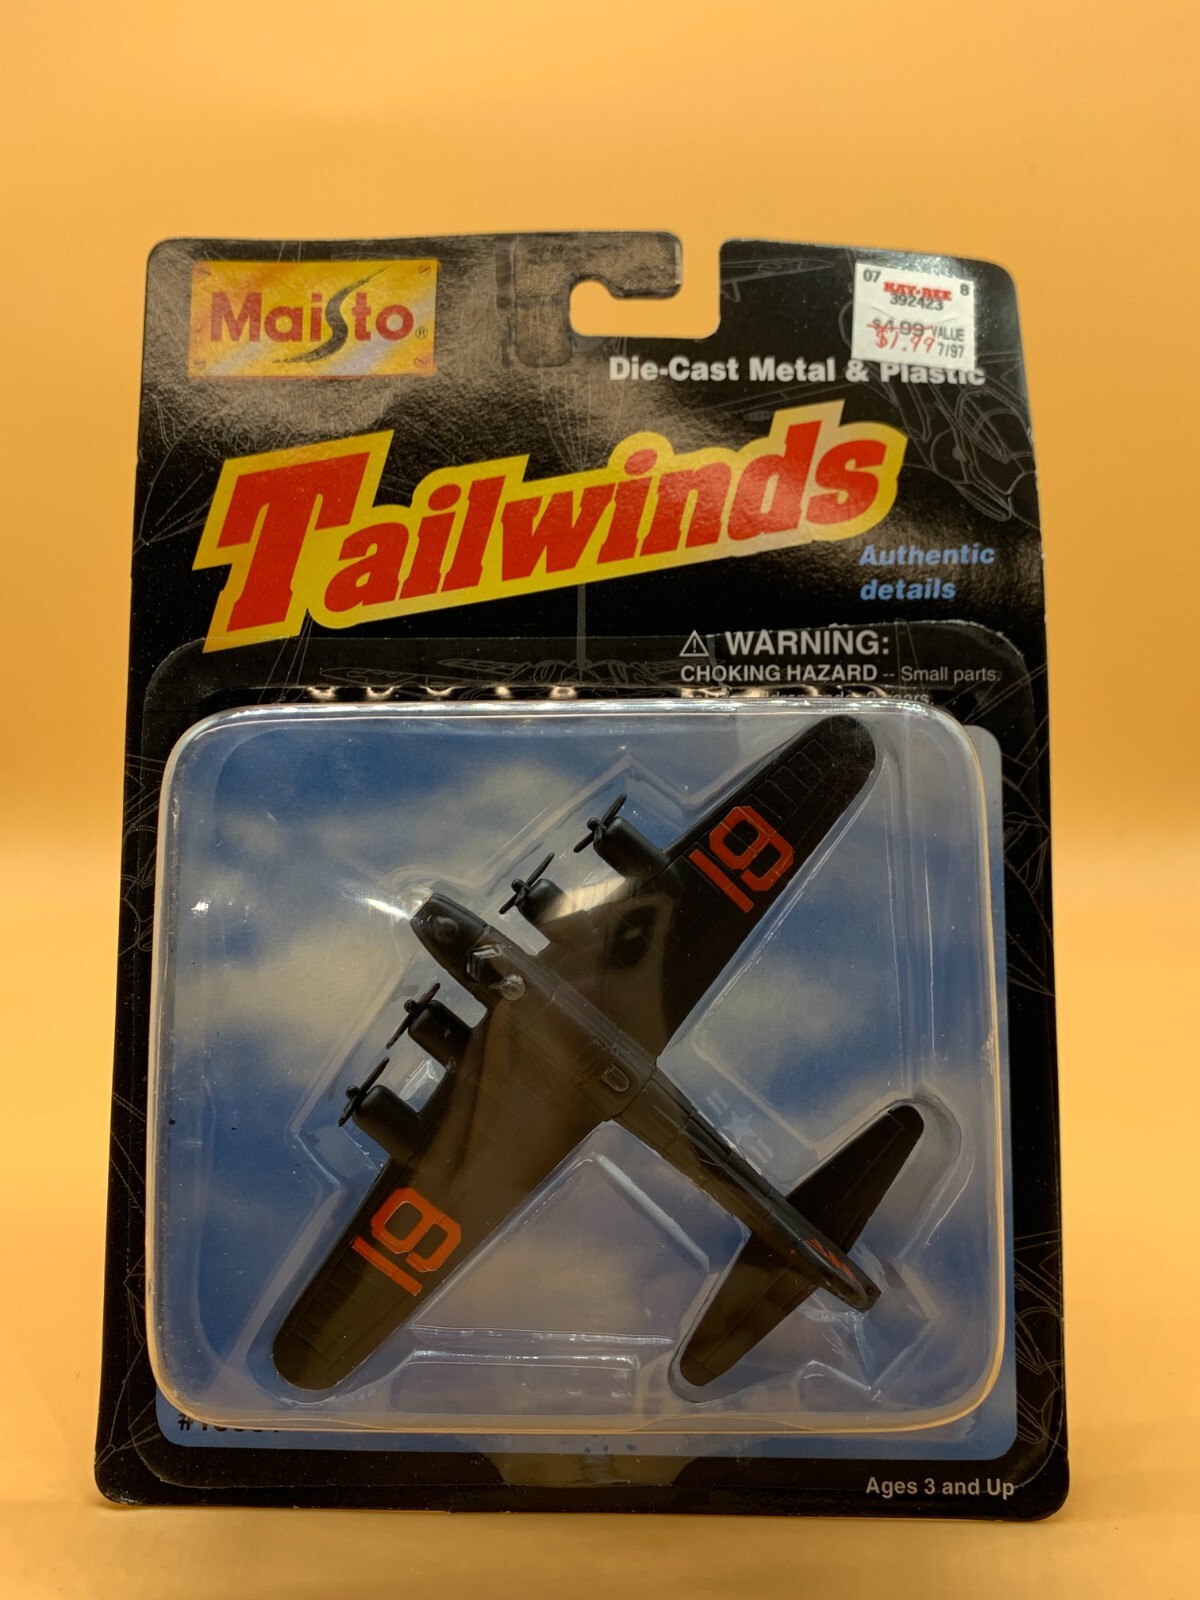 Maisto®
07 KAY·BEE 8
392423
$4.99 VALUE
$1.99 7/97
Die-Cast Metal & Plastic
Tailwinds
Authentic
details
⚠ WARNING:
CHOKING HAZARD -- Small parts.
19
19
Ages 3 and Up